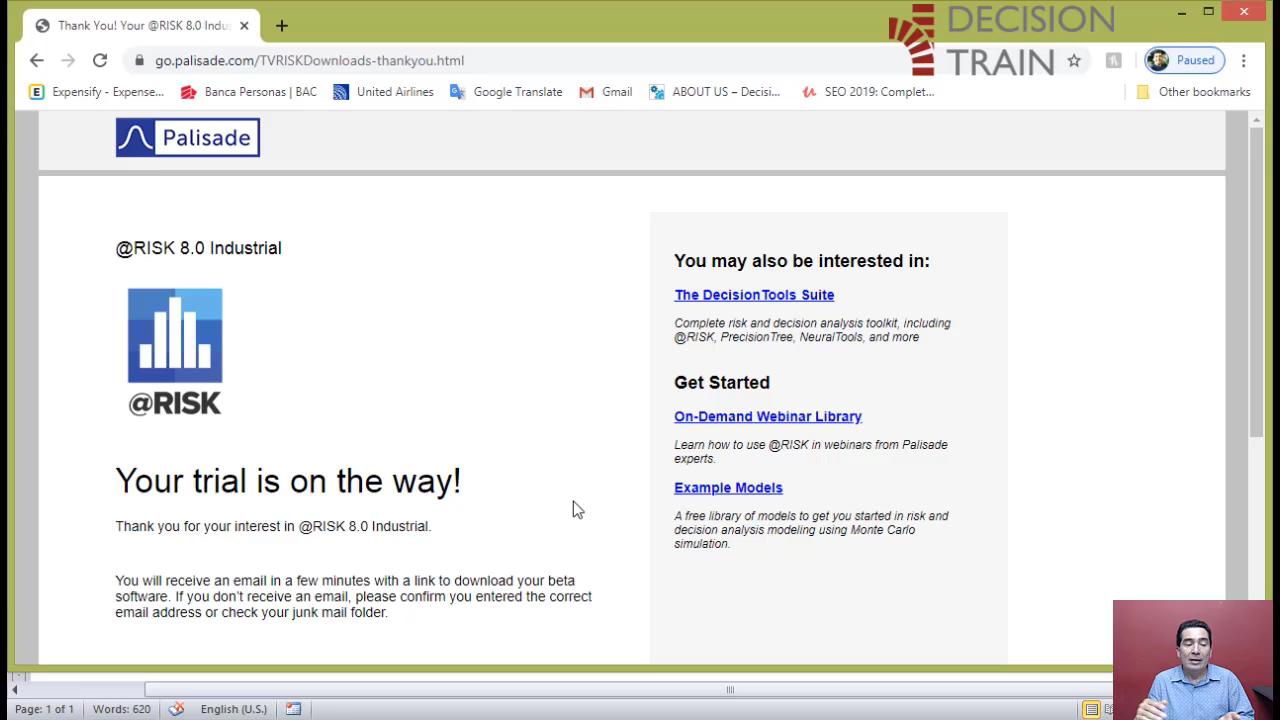 Thank You! Your @RISK 8.0 Indus
DECISION
TRAIN
go.palisade.com/TVRISKDownloads-thankyou.html
Paused
Expensify - Expense...
Banca Personas | BAC
United Airlines
Google Translate
Gmail
ABOUT US – Decisi...
SEO 2019: Complet...
Other bookmarks
Palisade
@RISK 8.0 Industrial
@RISK
Your trial is on the way!
Thank you for your interest in @RISK 8.0 Industrial.
You will receive an email in a few minutes with a link to download your beta
software. If you don't receive an email, please confirm you entered the correct
email address or check your junk mail folder.
You may also be interested in:
The DecisionTools Suite
Complete risk and decision analysis toolkit, including
@RISK, PrecisionTree, NeuralTools, and more
Get Started
On-Demand Webinar Library
Learn how to use @RISK in webinars from Palisade
experts.
Example Models
A free library of models to get you started in risk and
decision analysis modeling using Monte Carlo
simulation.
Page: 1 of 1
Words: 620
English (U.S.)